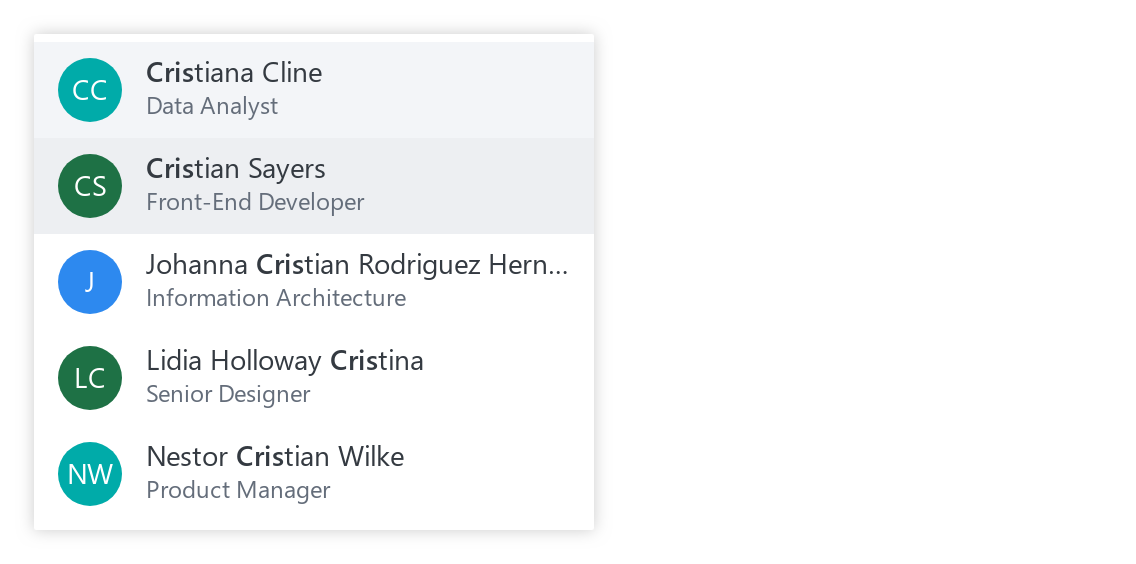 CC
Cristiana Cline
Data Analyst
CS
Cristian Sayers
Front-End Developer
J
Johanna Cristian Rodriguez Hern...
Information Architecture
LC
Lidia Holloway Cristina
Senior Designer
NW
Nestor Cristian Wilke
Product Manager